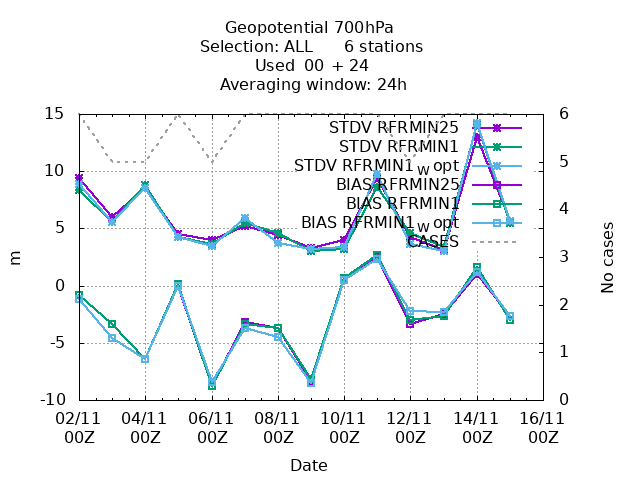 Geopotential 700hPa
Selection: ALL 6 stations
Used 00 + 24
Averaging window: 24h
15 6
STDV RFRMIN25
STDV RFRMIN1
10 5
STDV RFRMIN1_w opt
BIAS RFRMIN25
4
BIAS RFRMIN1
5
BIAS RFRMIN1_w opt
CASES
3
m
No cases
0
2
-5
1
-10 0
02/11 04/11 06/11 08/11 10/11 12/11 14/11 16/11
00Z 00Z 00Z 00Z 00Z 00Z 00Z 00Z
Date